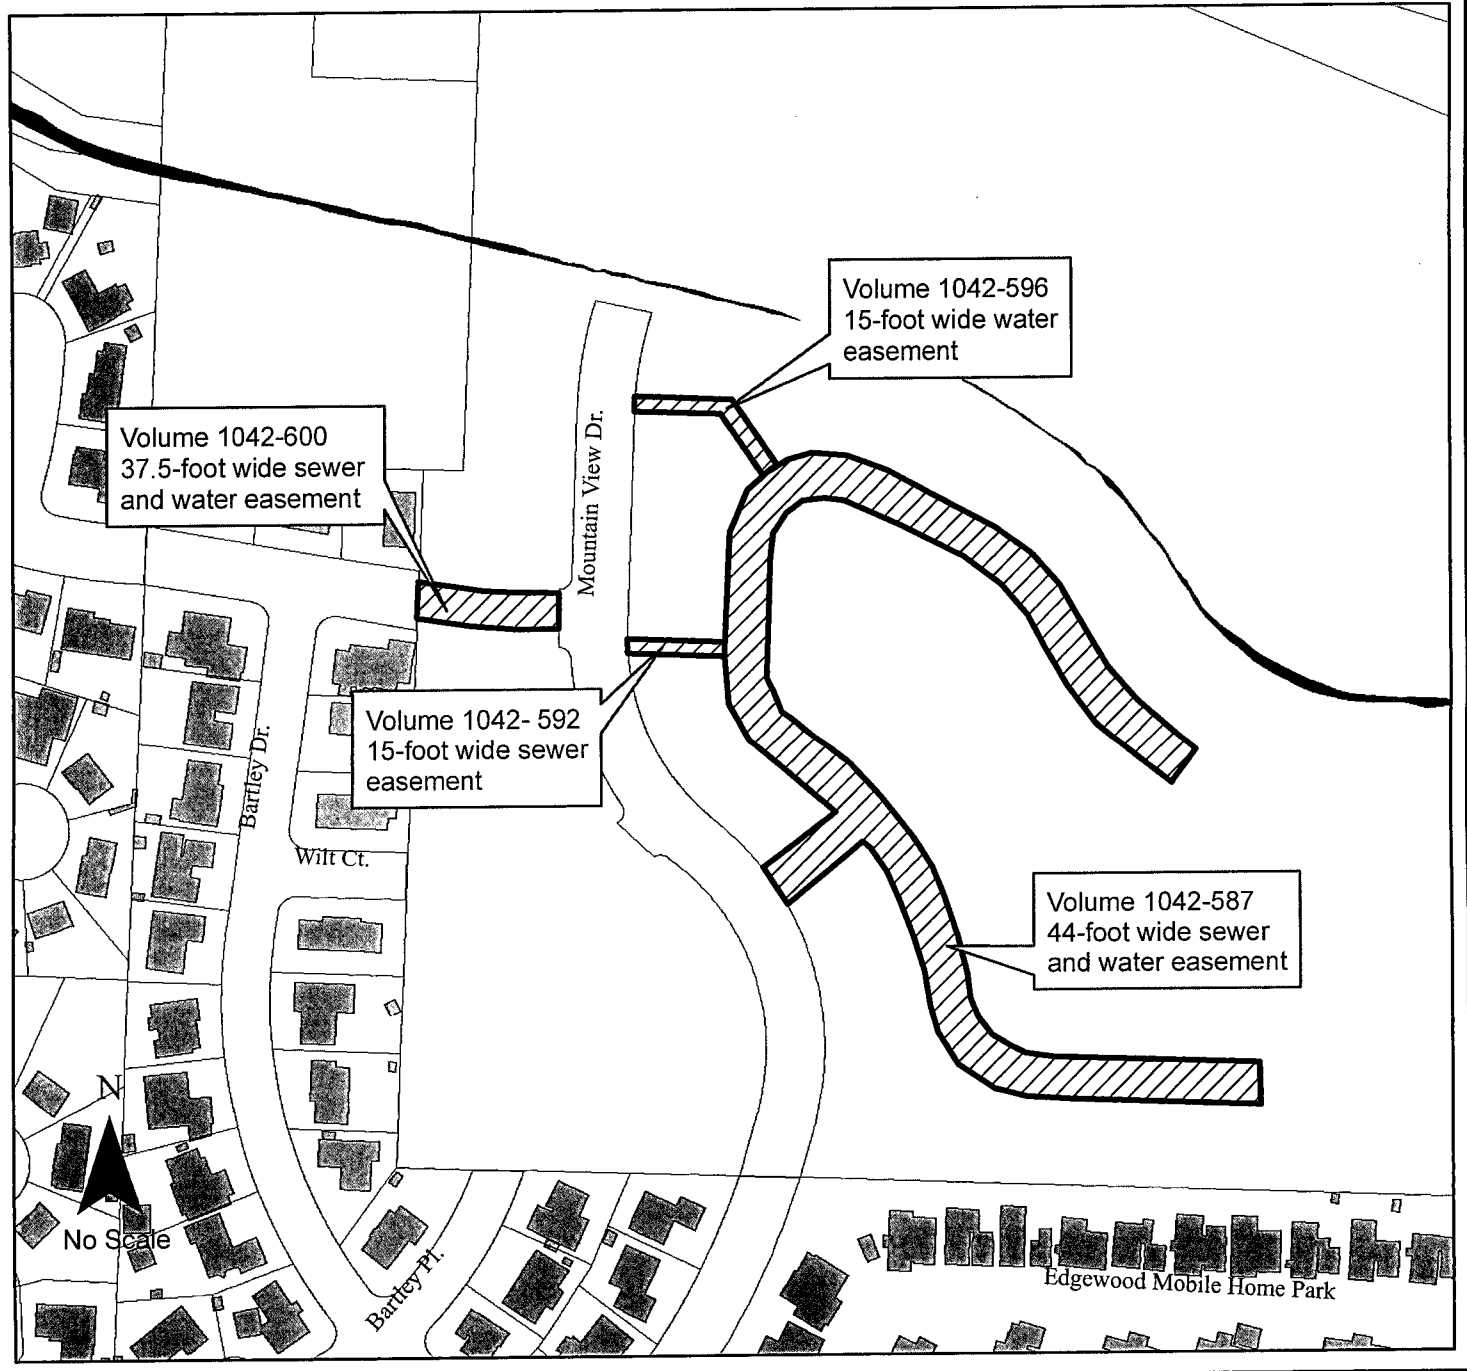 Volume 1042-596
15-foot wide water
easement
Volume 1042-600
37.5-foot wide sewer
and water easement
Mountain View Dr.
Volume 1042- 592
15-foot wide sewer
easement
Bartley Dr.
Wilt Ct.
Volume 1042-587
44-foot wide sewer
and water easement
N
No Scale
Bartley Pl.
Edgewood Mobile Home Park